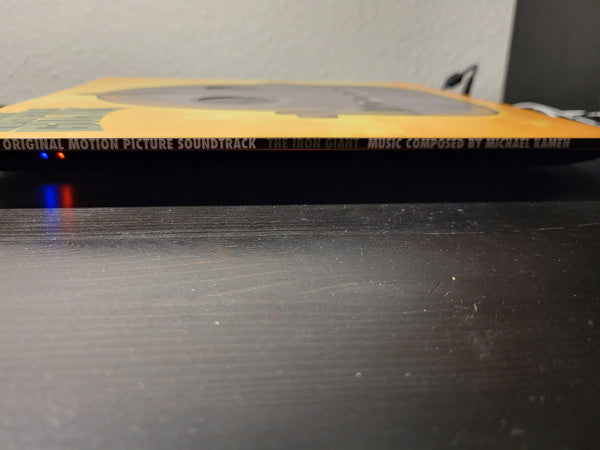 ORIGINAL MOTION PICTURE SOUNDTRACK THE IRON GIANT MUSIC COMPOSED BY MICHAEL KAMEN